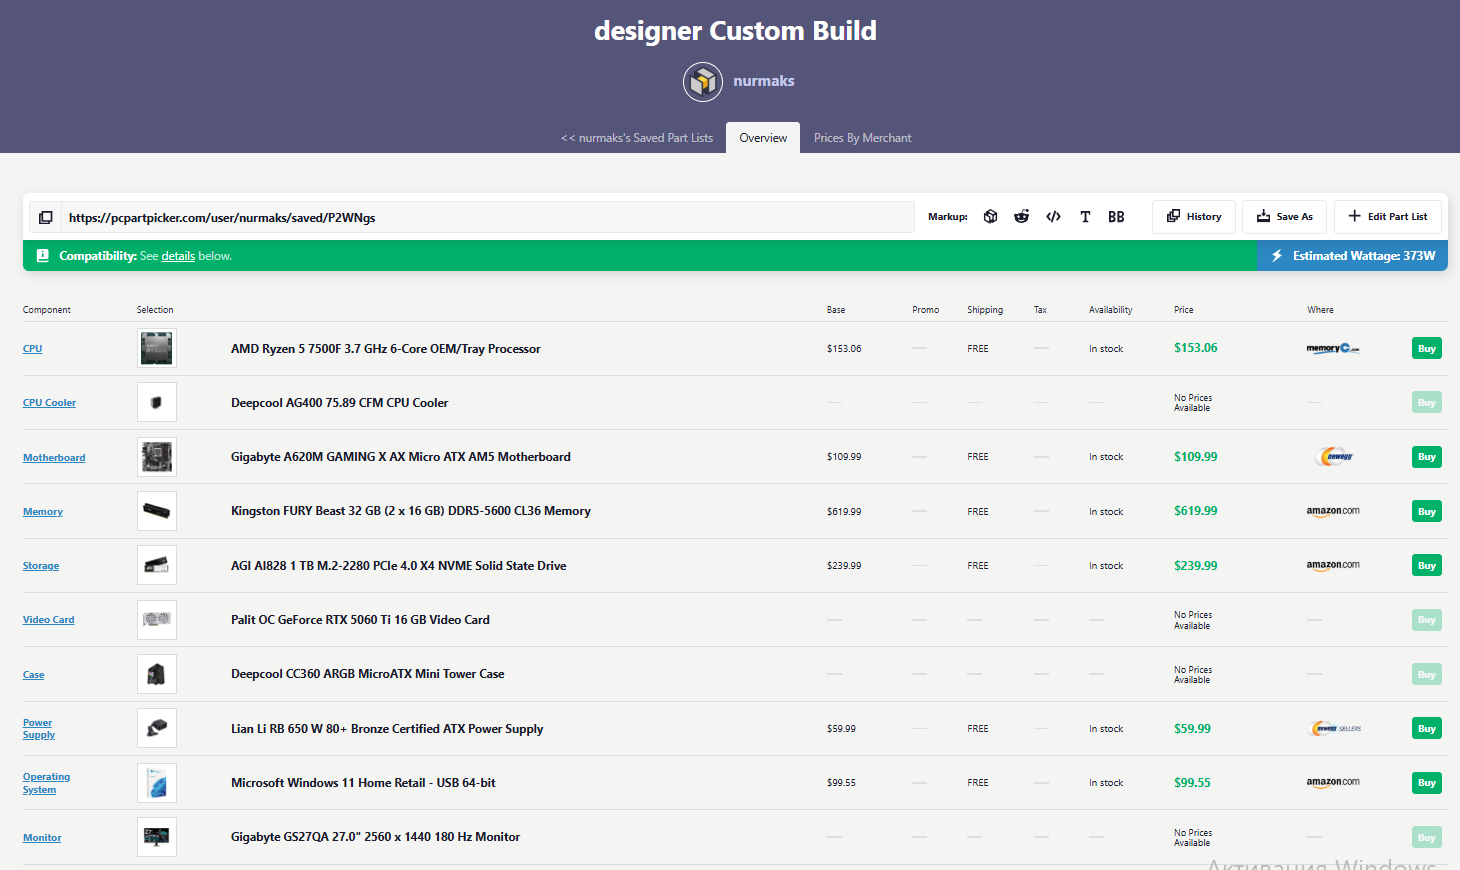 designer Custom Build
nurmaks
<< nurmaks's Saved Part Lists
Overview
Prices By Merchant
https://pcpartpicker.com/user/nurmaks/saved/P2WNgs
Markup:
T
BB
History
Save As
Edit Part List
Compatibility: See details below.
Estimated Wattage: 373W
Component Selection Base Promo Shipping Tax Availability Price Where
CPU AMD Ryzen 5 7500F 3.7 GHz 6-Core OEM/Tray Processor $153.06 — FREE — In stock $153.06 memoryC.com Buy
CPU Cooler Deepcool AG400 75.89 CFM CPU Cooler — — — — — No Prices Available — Buy
Motherboard Gigabyte A620M GAMING X AX Micro ATX AM5 Motherboard $109.99 — FREE — In stock $109.99 newegg Buy
Memory Kingston FURY Beast 32 GB (2 x 16 GB) DDR5-5600 CL36 Memory $619.99 — FREE — In stock $619.99 amazon.com Buy
Storage AGI AI828 1 TB M.2-2280 PCIe 4.0 X4 NVME Solid State Drive $239.99 — FREE — In stock $239.99 amazon.com Buy
Video Card Palit OC GeForce RTX 5060 Ti 16 GB Video Card — — — — — No Prices Available — Buy
Case Deepcool CC360 ARGB MicroATX Mini Tower Case — — — — — No Prices Available — Buy
Power Supply Lian Li RB 650 W 80+ Bronze Certified ATX Power Supply $59.99 — FREE — In stock $59.99 newegg SELLERS Buy
Operating System Microsoft Windows 11 Home Retail - USB 64-bit $99.55 — FREE — In stock $99.55 amazon.com Buy
Monitor Gigabyte GS27QA 27.0" 2560 x 1440 180 Hz Monitor — — — — — No Prices Available — Buy
Активация Windows